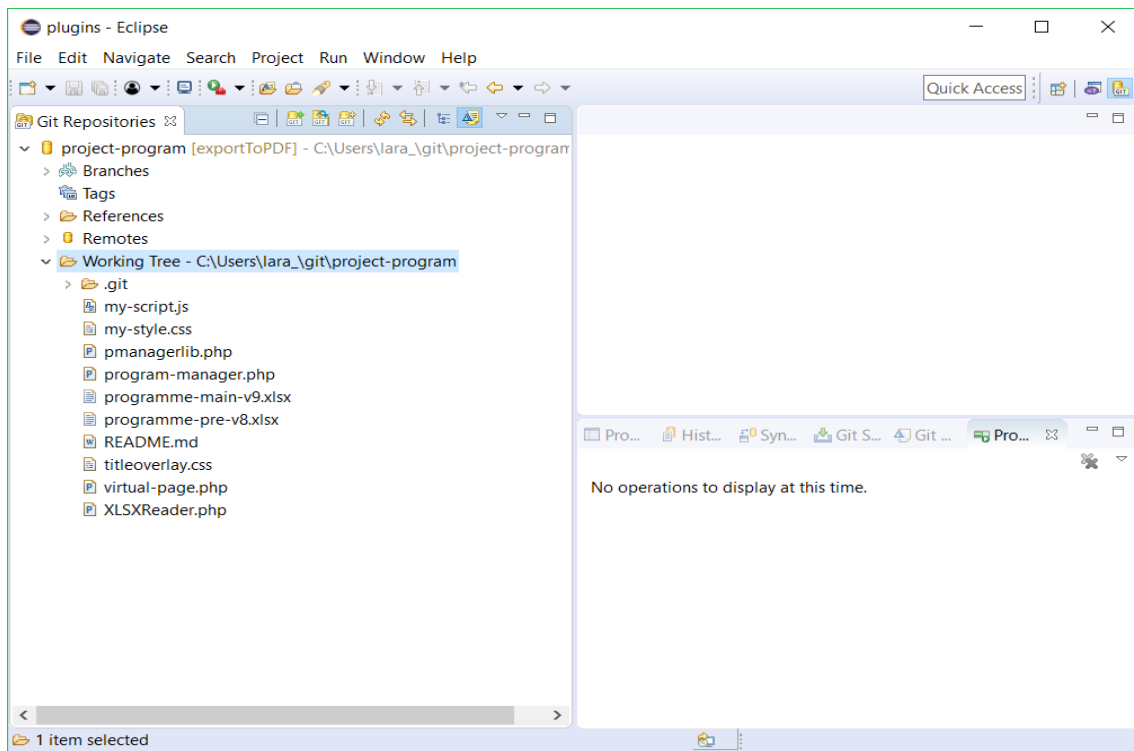 plugins - Eclipse
File Edit Navigate Search Project Run Window Help
Quick Access
Git Repositories
project-program [exportToPDF] - C:\Users\lara_\git\project-program
Branches
Tags
References
Remotes
Working Tree - C:\Users\lara_\git\project-program
.git
my-script.js
my-style.css
pmanagerlib.php
program-manager.php
programme-main-v9.xlsx
programme-pre-v8.xlsx
README.md
titleoverlay.css
virtual-page.php
XLSXReader.php
Pro... Hist... Syn... Git S... Git ... Pro...
No operations to display at this time.
1 item selected